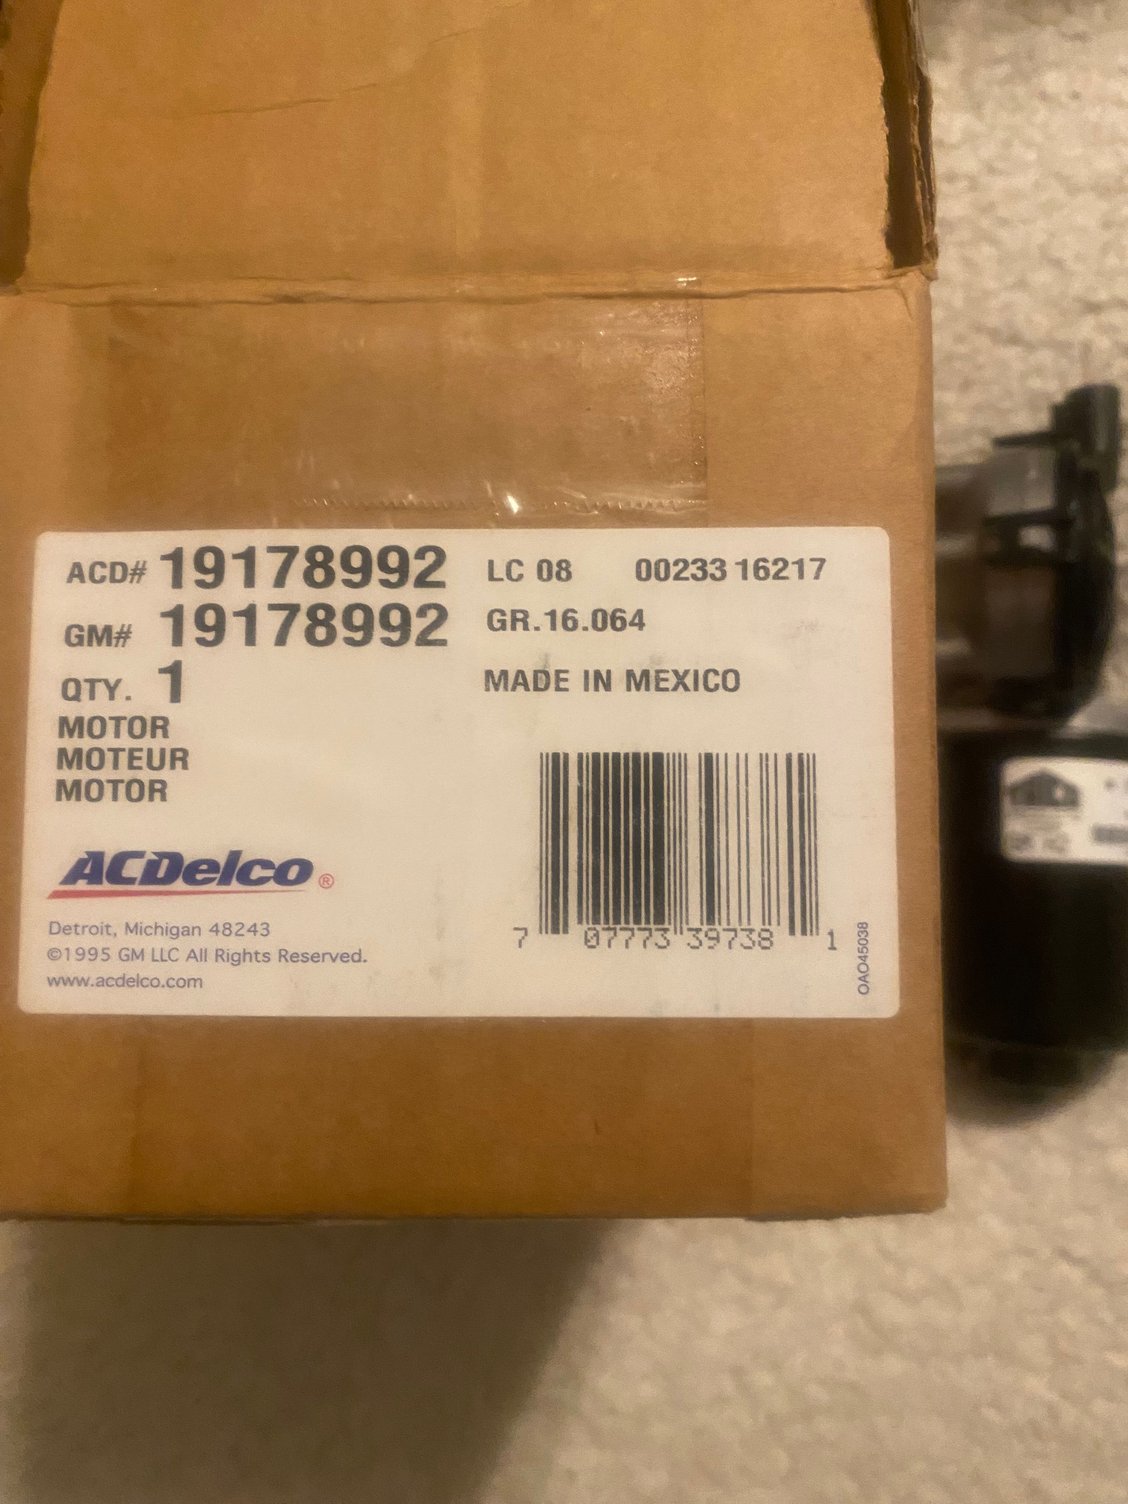 ACD# 19178992 LC 08 00233 16217
GM# 19178992 GR.16.064
QTY. 1 MADE IN MEXICO
MOTOR
MOTEUR
MOTOR
ACDelco ®
Detroit, Michigan 48243
©1995 GM LLC All Rights Reserved.
www.acdelco.com
7 07773 39738 1
OAO45038